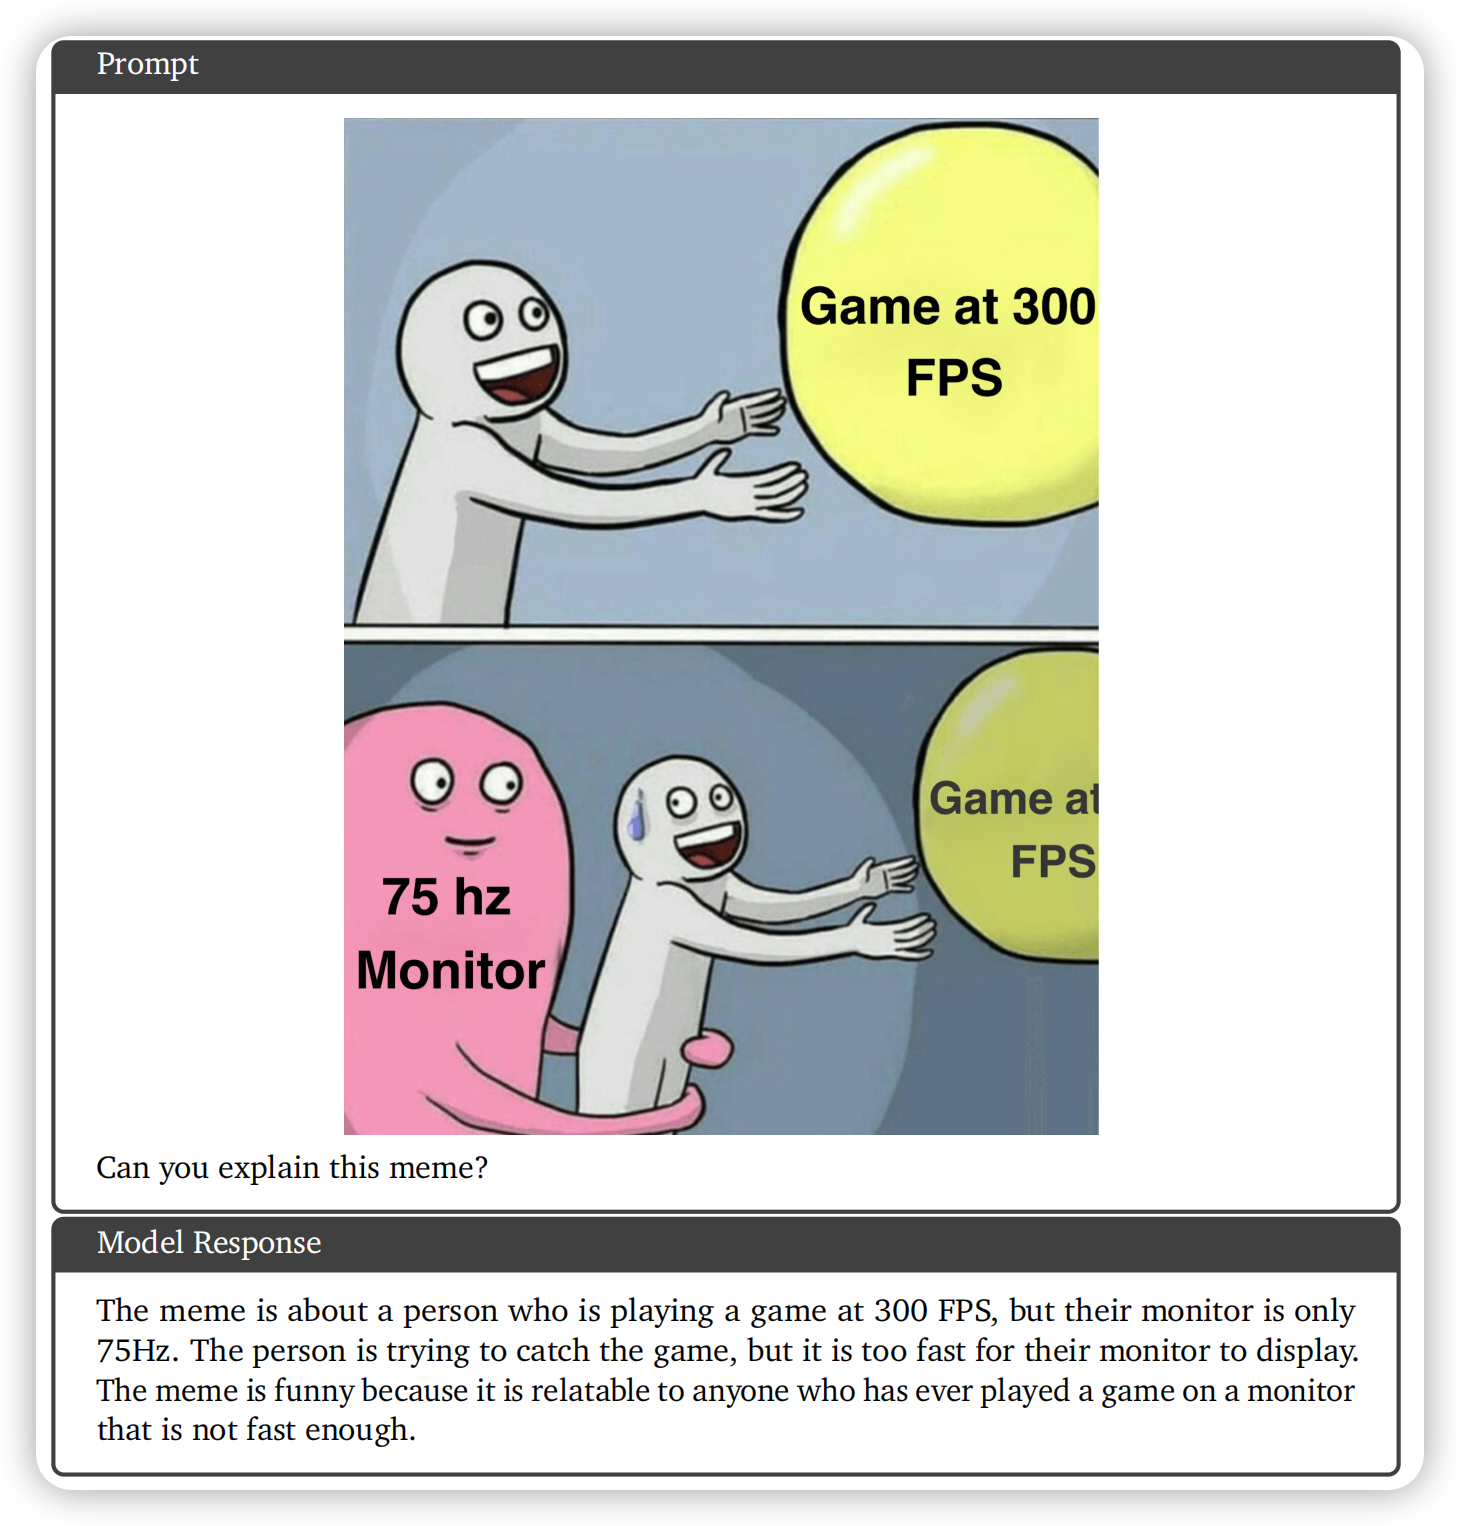 Prompt
Game at 300
FPS
Game at
FPS
75 hz
Monitor
Can you explain this meme?
Model Response
The meme is about a person who is playing a game at 300 FPS, but their monitor is only
75Hz. The person is trying to catch the game, but it is too fast for their monitor to display.
The meme is funny because it is relatable to anyone who has ever played a game on a monitor
that is not fast enough.